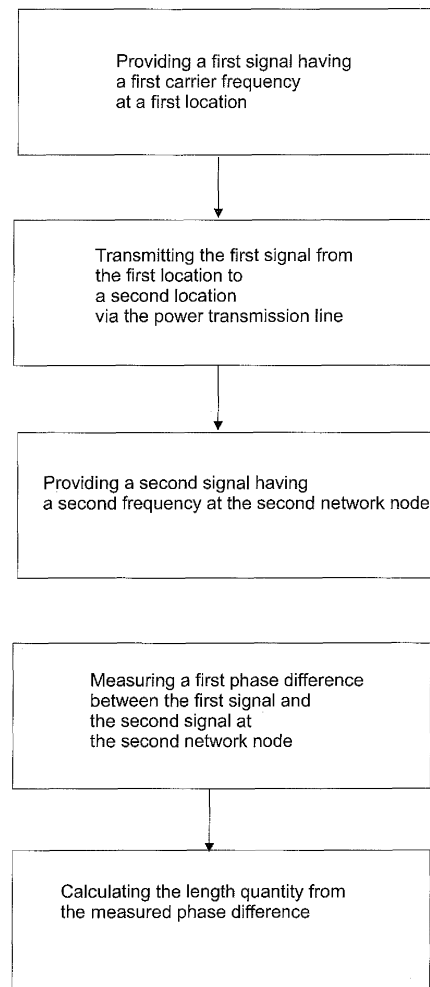 Providing a first signal having
a first carrier frequency
at a first location
Transmitting the first signal from
the first location to
a second location
via the power transmission line
Providing a second signal having
a second frequency at the second network node
Measuring a first phase difference
between the first signal and
the second signal at
the second network node
Calculating the length quantity from
the measured phase difference